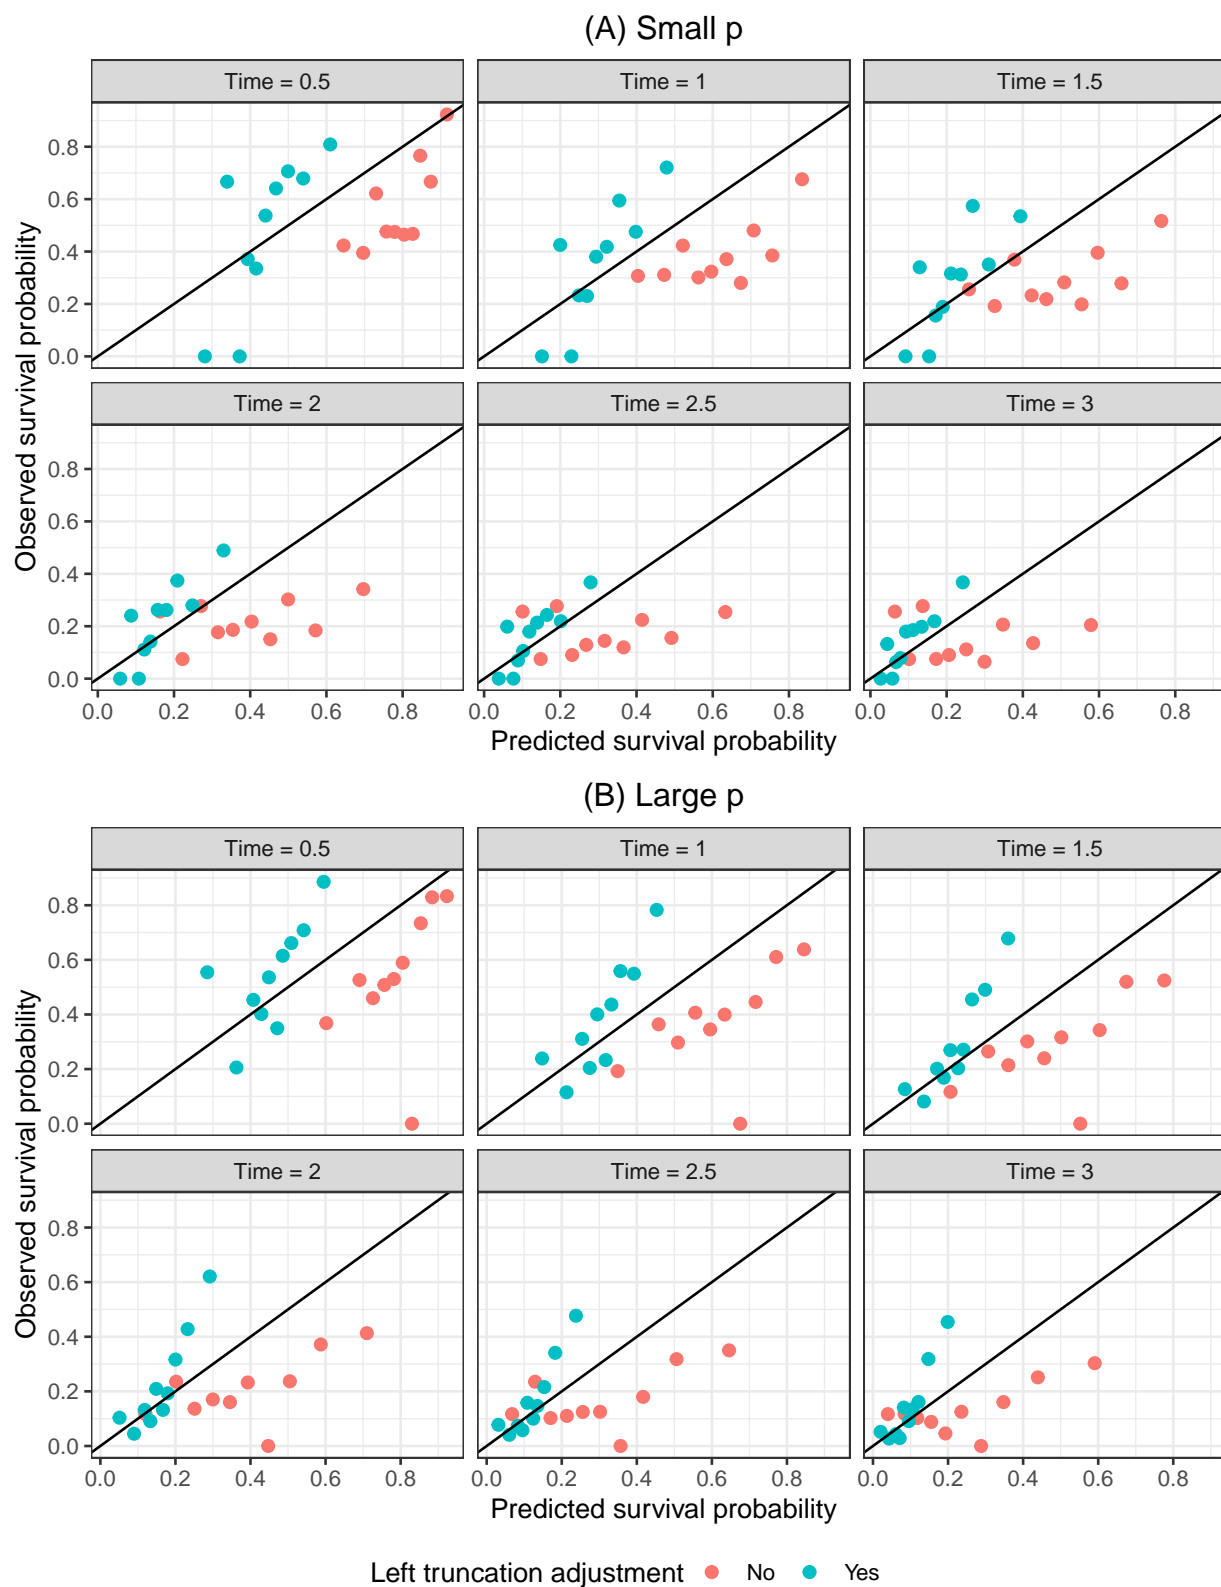 (A) Small p
Time = 0.5
Time = 1
Time = 1.5
0.8
0.6
0.4
0.2
0.0
Time = 2
Time = 2.5
Time = 3
0.8
0.6
0.4
0.2
0.0
0.0 0.2 0.4 0.6 0.8
0.0 0.2 0.4 0.6 0.8
0.0 0.2 0.4 0.6 0.8
Observed survival probability
Predicted survival probability
(B) Large p
Time = 0.5
Time = 1
Time = 1.5
0.8
0.6
0.4
0.2
0.0
Time = 2
Time = 2.5
Time = 3
0.8
0.6
0.4
0.2
0.0
0.0 0.2 0.4 0.6 0.8
0.0 0.2 0.4 0.6 0.8
0.0 0.2 0.4 0.6 0.8
Observed survival probability
Predicted survival probability
Left truncation adjustment No Yes